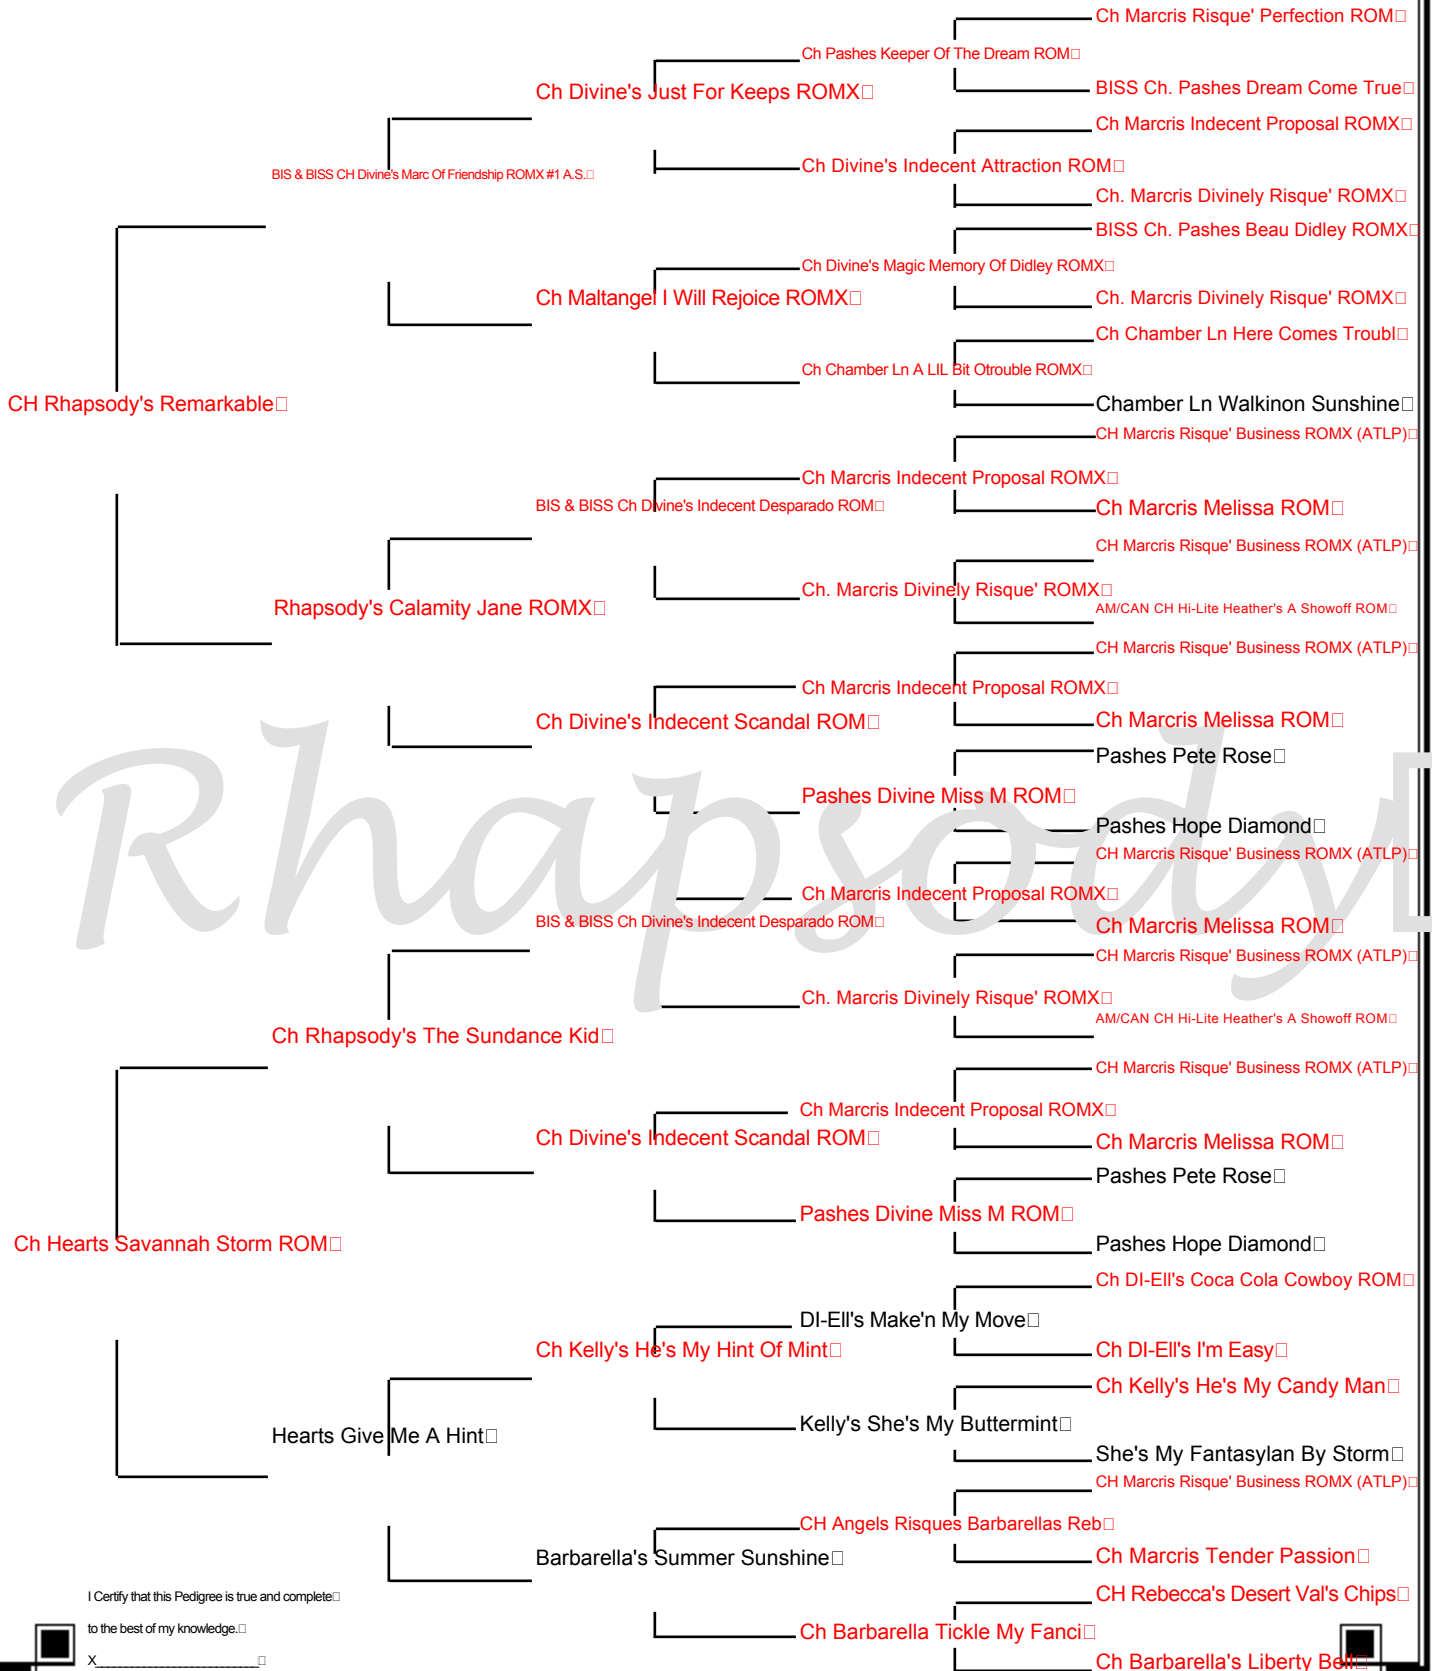 Ch Marcris Risque' Perfection ROM
Ch Pashes Keeper Of The Dream ROM
Ch Divine's Just For Keeps ROMX
BISS Ch. Pashes Dream Come True
Ch Marcris Indecent Proposal ROMX
Ch Divine's Indecent Attraction ROM
BIS & BISS CH Divine's Marc Of Friendship ROMX #1 A.S.
Ch. Marcris Divinely Risque' ROMX
BISS Ch. Pashes Beau Didley ROMX
Ch Divine's Magic Memory Of Didley ROMX
Ch Maltangel I Will Rejoice ROMX
Ch. Marcris Divinely Risque' ROMX
Ch Chamber Ln Here Comes Troubl
Ch Chamber Ln A LIL Bit Otrouble ROMX
CH Rhapsody's Remarkable
Chamber Ln Walkinon Sunshine
CH Marcris Risque' Business ROMX (ATLP)
Ch Marcris Indecent Proposal ROMX
BIS & BISS Ch Divine's Indecent Desparado ROM
Ch Marcris Melissa ROM
CH Marcris Risque' Business ROMX (ATLP)
Ch. Marcris Divinely Risque' ROMX
Rhapsody's Calamity Jane ROMX
AM/CAN CH Hi-Lite Heather's A Showoff ROM
CH Marcris Risque' Business ROMX (ATLP)
Ch Marcris Indecent Proposal ROMX
Ch Divine's Indecent Scandal ROM
Ch Marcris Melissa ROM
Pashes Pete Rose
Pashes Divine Miss M ROM
Pashes Hope Diamond
Rhapsody
CH Marcris Risque' Business ROMX (ATLP)
Ch Marcris Indecent Proposal ROMX
BIS & BISS Ch Divine's Indecent Desparado ROM
Ch Marcris Melissa ROM
CH Marcris Risque' Business ROMX (ATLP)
Ch. Marcris Divinely Risque' ROMX
AM/CAN CH Hi-Lite Heather's A Showoff ROM
Ch Rhapsody's The Sundance Kid
CH Marcris Risque' Business ROMX (ATLP)
Ch Marcris Indecent Proposal ROMX
Ch Divine's Indecent Scandal ROM
Ch Marcris Melissa ROM
Pashes Pete Rose
Pashes Divine Miss M ROM
Ch Hearts Savannah Storm ROM
Pashes Hope Diamond
Ch DI-Ell's Coca Cola Cowboy ROM
DI-Ell's Make'n My Move
Ch Kelly's He's My Hint Of Mint
Ch DI-Ell's I'm Easy
Ch Kelly's He's My Candy Man
Kelly's She's My Buttermint
Hearts Give Me A Hint
She's My Fantasylan By Storm
CH Marcris Risque' Business ROMX (ATLP)
CH Angels Risques Barbarellas Reb
Barbarella's Summer Sunshine
Ch Marcris Tender Passion
I Certify that this Pedigree is true and complete
CH Rebecca's Desert Val's Chips
to the best of my knowledge.
Ch Barbarella Tickle My Fanci
X___________________________
Ch Barbarella's Liberty Bell